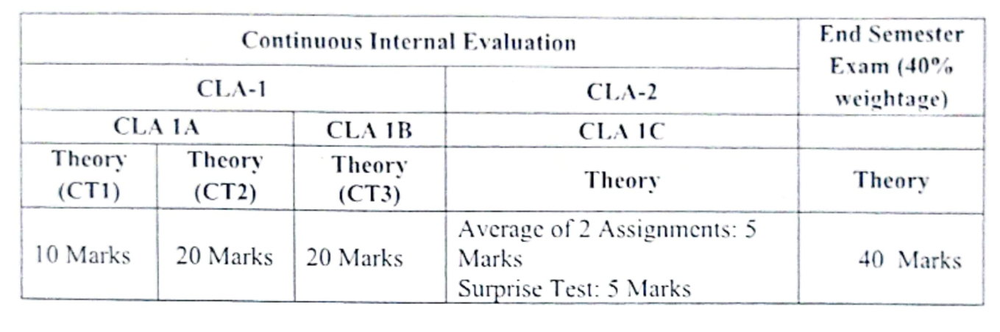 Continuous Internal Evaluation
End Semester
Exam (40%
weightage)
CLA-1
CLA-2
CLA 1A
CLA 1B
CLA 1C
Theory
(CT1)
Theory
(CT2)
Theory
(CT3)
Theory
Theory
10 Marks
20 Marks
20 Marks
Average of 2 Assignments: 5
Marks
Surprise Test: 5 Marks
40 Marks